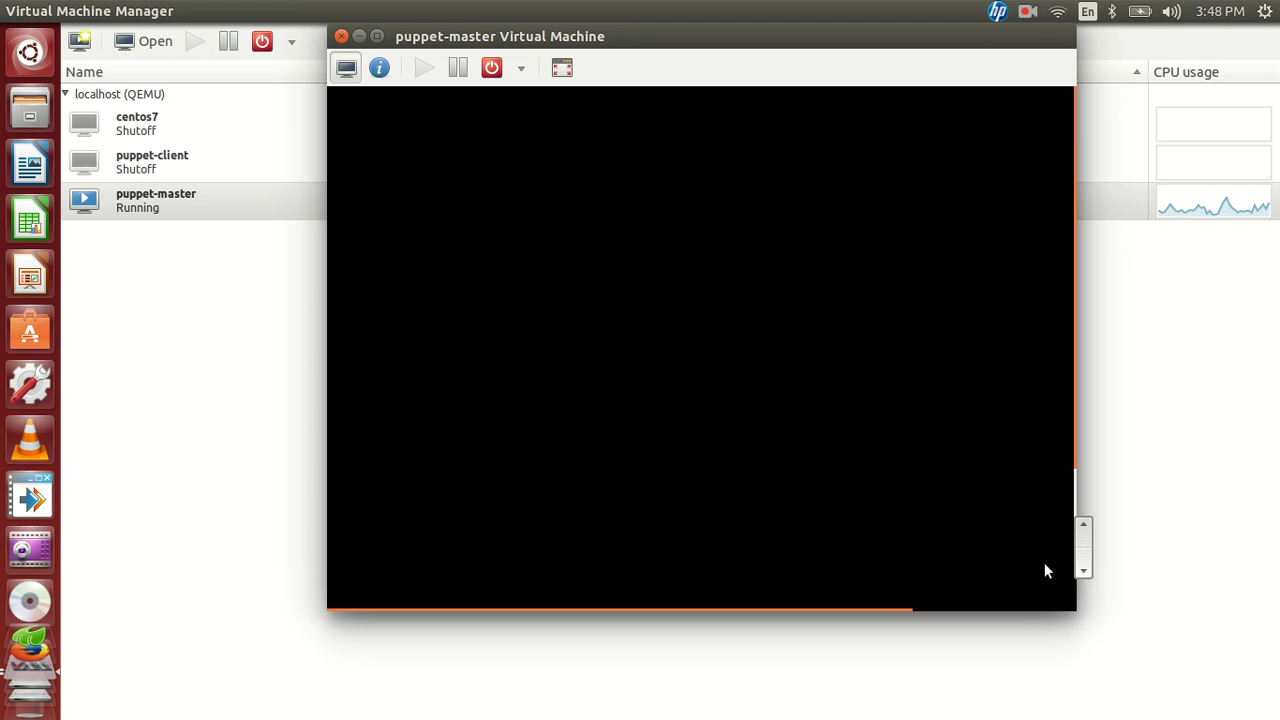 Virtual Machine Manager
hp
En
3:48 PM
Open
puppet-master Virtual Machine
Name
CPU usage
localhost (QEMU)
centos7
Shutoff
puppet-client
Shutoff
puppet-master
Running